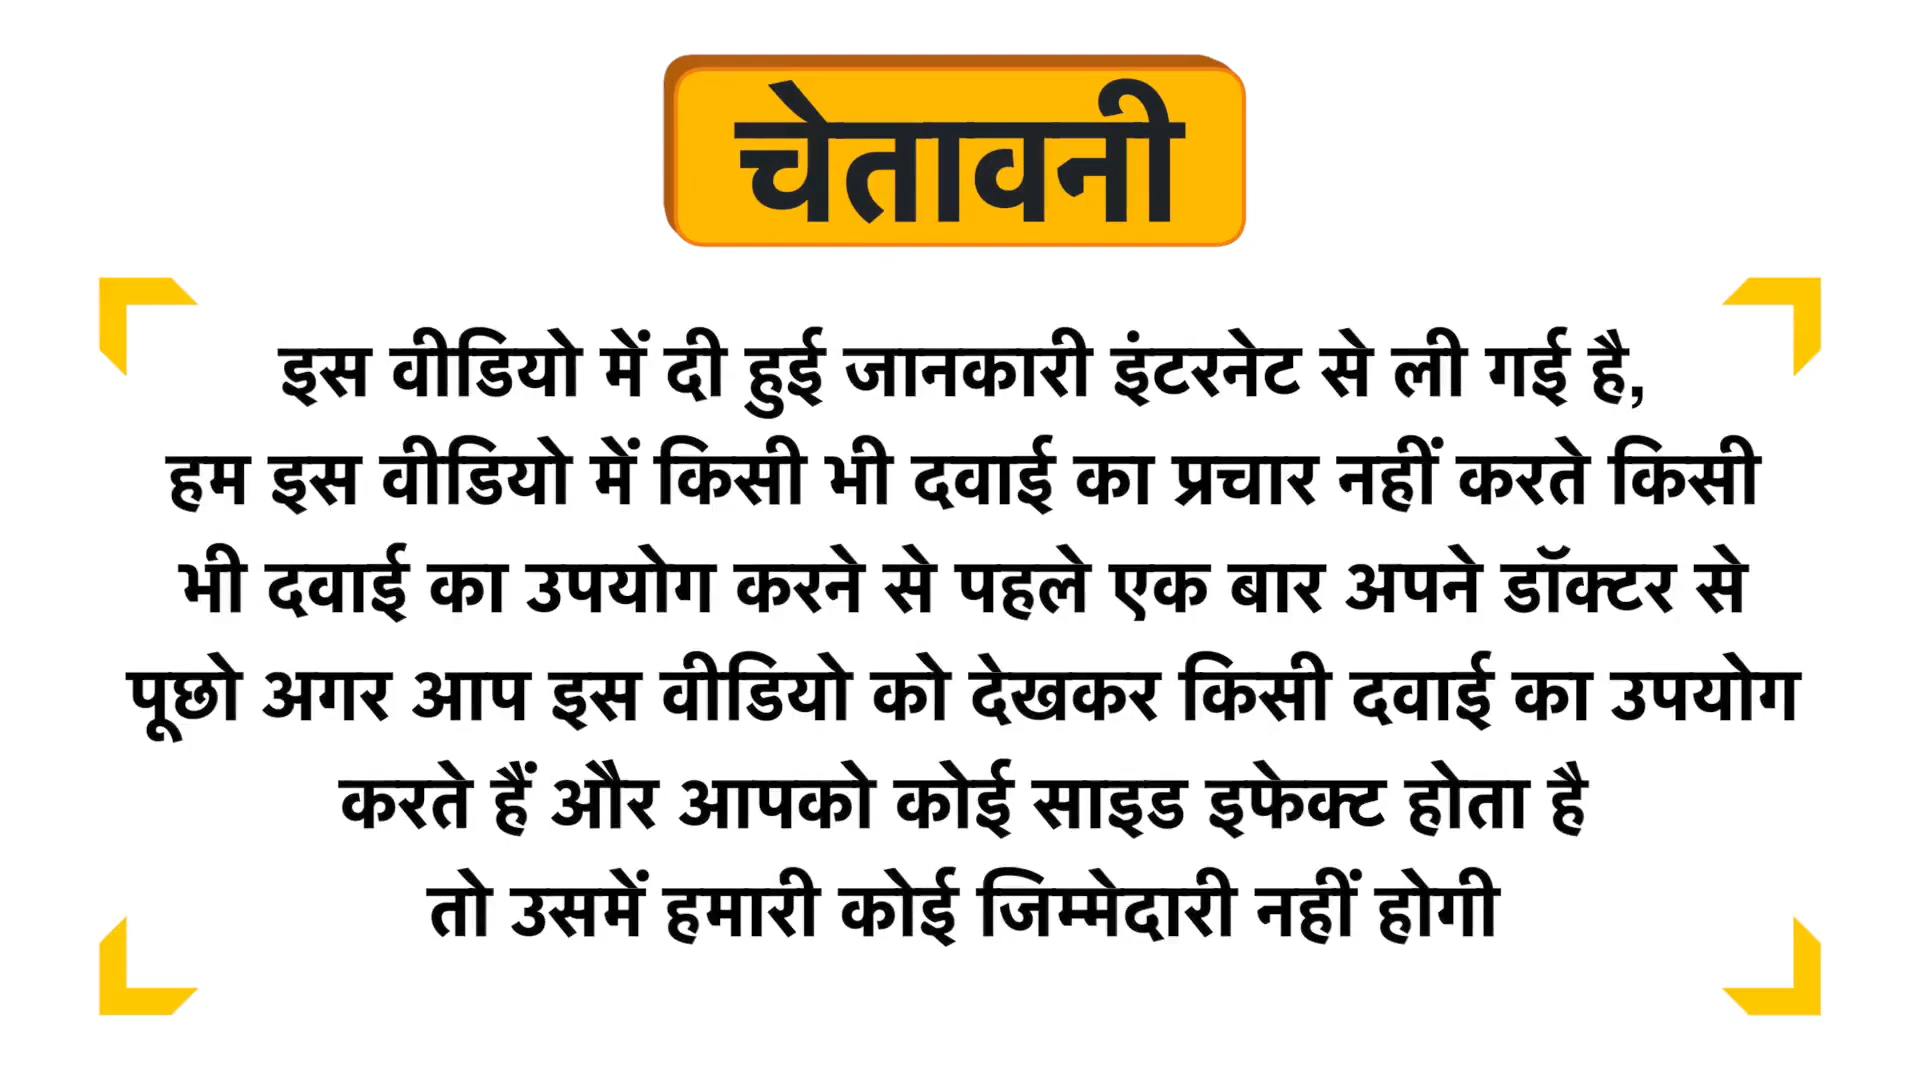 चेतावनी
इस वीडियो में दी हुई जानकारी इंटरनेट से ली गई है,
हम इस वीडियो में किसी भी दवाई का प्रचार नहीं करते किसी
भी दवाई का उपयोग करने से पहले एक बार अपने डॉक्टर से
पूछो अगर आप इस वीडियो को देखकर किसी दवाई का उपयोग
करते हैं और आपको कोई साइड इफेक्ट होता है
तो उसमें हमारी कोई जिम्मेदारी नहीं होगी